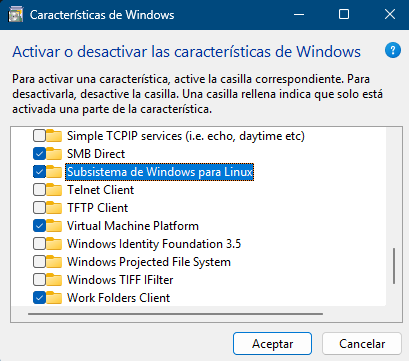 Características de Windows
Activar o desactivar las características de Windows
?
Para activar una característica, active la casilla correspondiente. Para
desactivarla, desactive la casilla. Una casilla rellena indica que solo está
activada una parte de la característica.
Simple TCPIP services (i.e. echo, daytime etc)
SMB Direct
Subsistema de Windows para Linux
Telnet Client
TFTP Client
Virtual Machine Platform
Windows Identity Foundation 3.5
Windows Projected File System
Windows TIFF IFilter
Work Folders Client
Aceptar
Cancelar